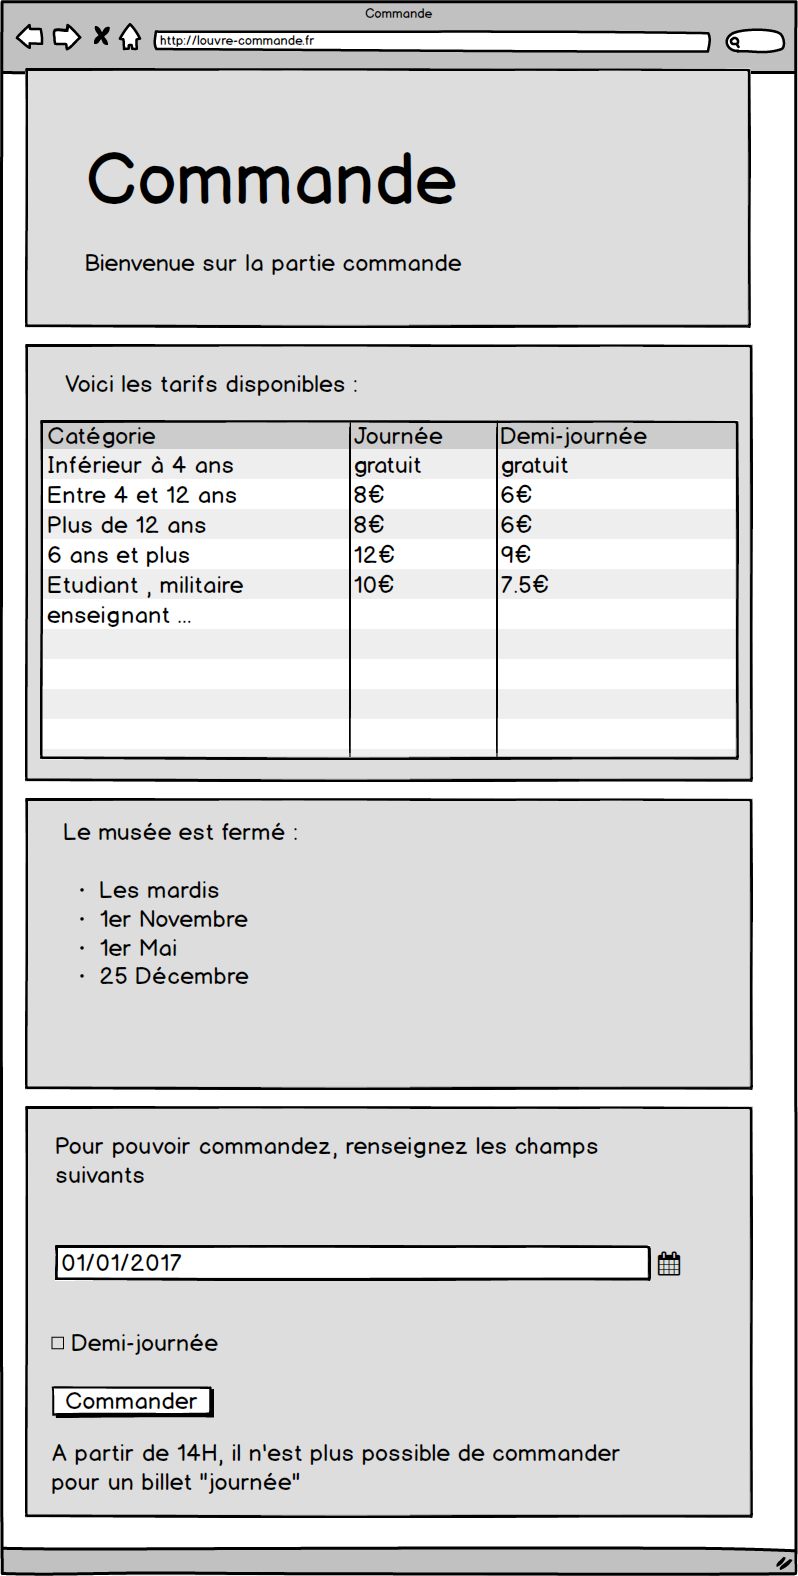 Commande
http://louvre-commande.fr
Commande
Bienvenue sur la partie commande
Voici les tarifs disponibles :
Catégorie Journée Demi-journée
Inférieur à 4 ans gratuit gratuit
Entre 4 et 12 ans 8€ 6€
Plus de 12 ans 8€ 6€
6 ans et plus 12€ 9€
Etudiant , militaire 10€ 7.5€
enseignant ...
Le musée est fermé :
• Les mardis
• 1er Novembre
• 1er Mai
• 25 Décembre
Pour pouvoir commandez, renseignez les champs
suivants
01/01/2017
Demi-journée
Commander
A partir de 14H, il n'est plus possible de commander
pour un billet "journée"